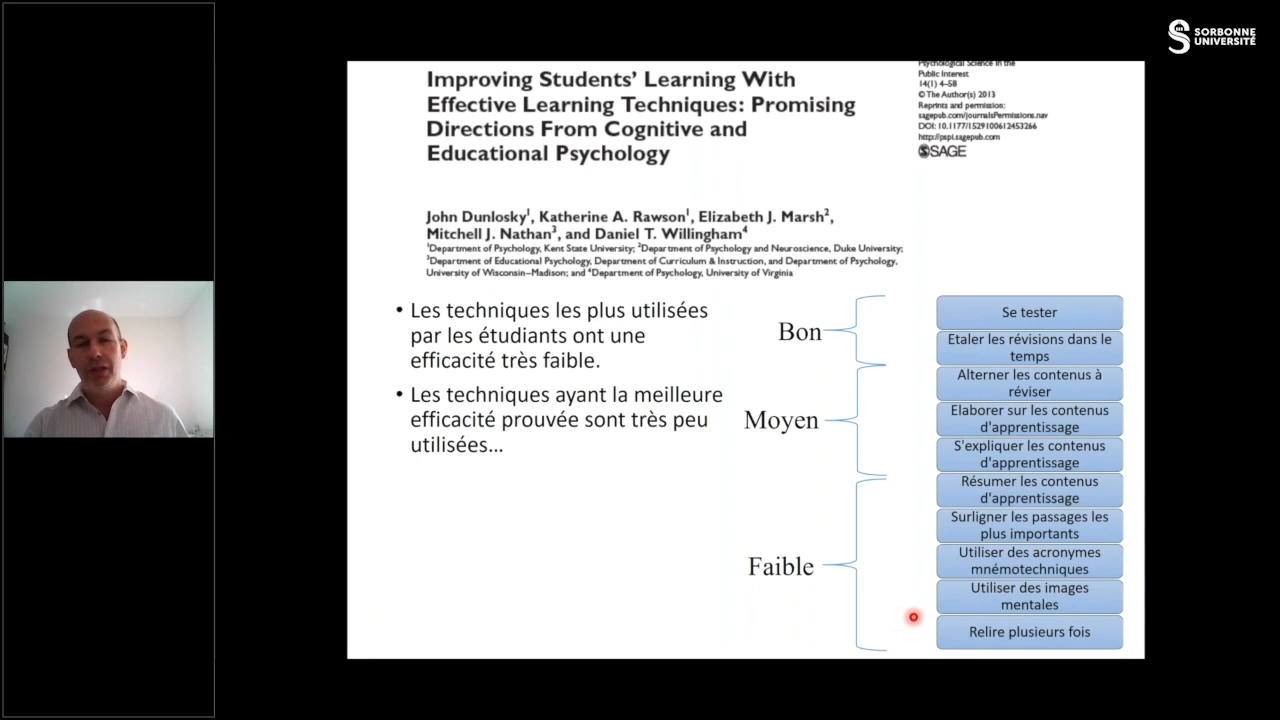 SORBONNE
UNIVERSITÉ
Improving Students' Learning With
Effective Learning Techniques: Promising
Directions From Cognitive and
Educational Psychology
Psychological Science in the
Public Interest
14(1) 4–58
© The Author(s) 2013
Reprints and permission:
sagepub.com/journalsPermissions.nav
DOI: 10.1177/1529100612453266
http://pspi.sagepub.com
SAGE
John Dunlosky1, Katherine A. Rawson1, Elizabeth J. Marsh2,
Mitchell J. Nathan3, and Daniel T. Willingham4
1Department of Psychology, Kent State University; 2Department of Psychology and Neuroscience, Duke University;
3Department of Educational Psychology, Department of Curriculum & Instruction, and Department of Psychology,
University of Wisconsin–Madison; and 4Department of Psychology, University of Virginia
• Les techniques les plus utilisées
par les étudiants ont une
efficacité très faible.
• Les techniques ayant la meilleure
efficacité prouvée sont très peu
utilisées...
Bon
Moyen
Faible
Se tester
Etaler les révisions dans le
temps
Alterner les contenus à
réviser
Elaborer sur les contenus
d'apprentissage
S'expliquer les contenus
d'apprentissage
Résumer les contenus
d'apprentissage
Surligner les passages les
plus importants
Utiliser des acronymes
mnémotechniques
Utiliser des images
mentales
Relire plusieurs fois